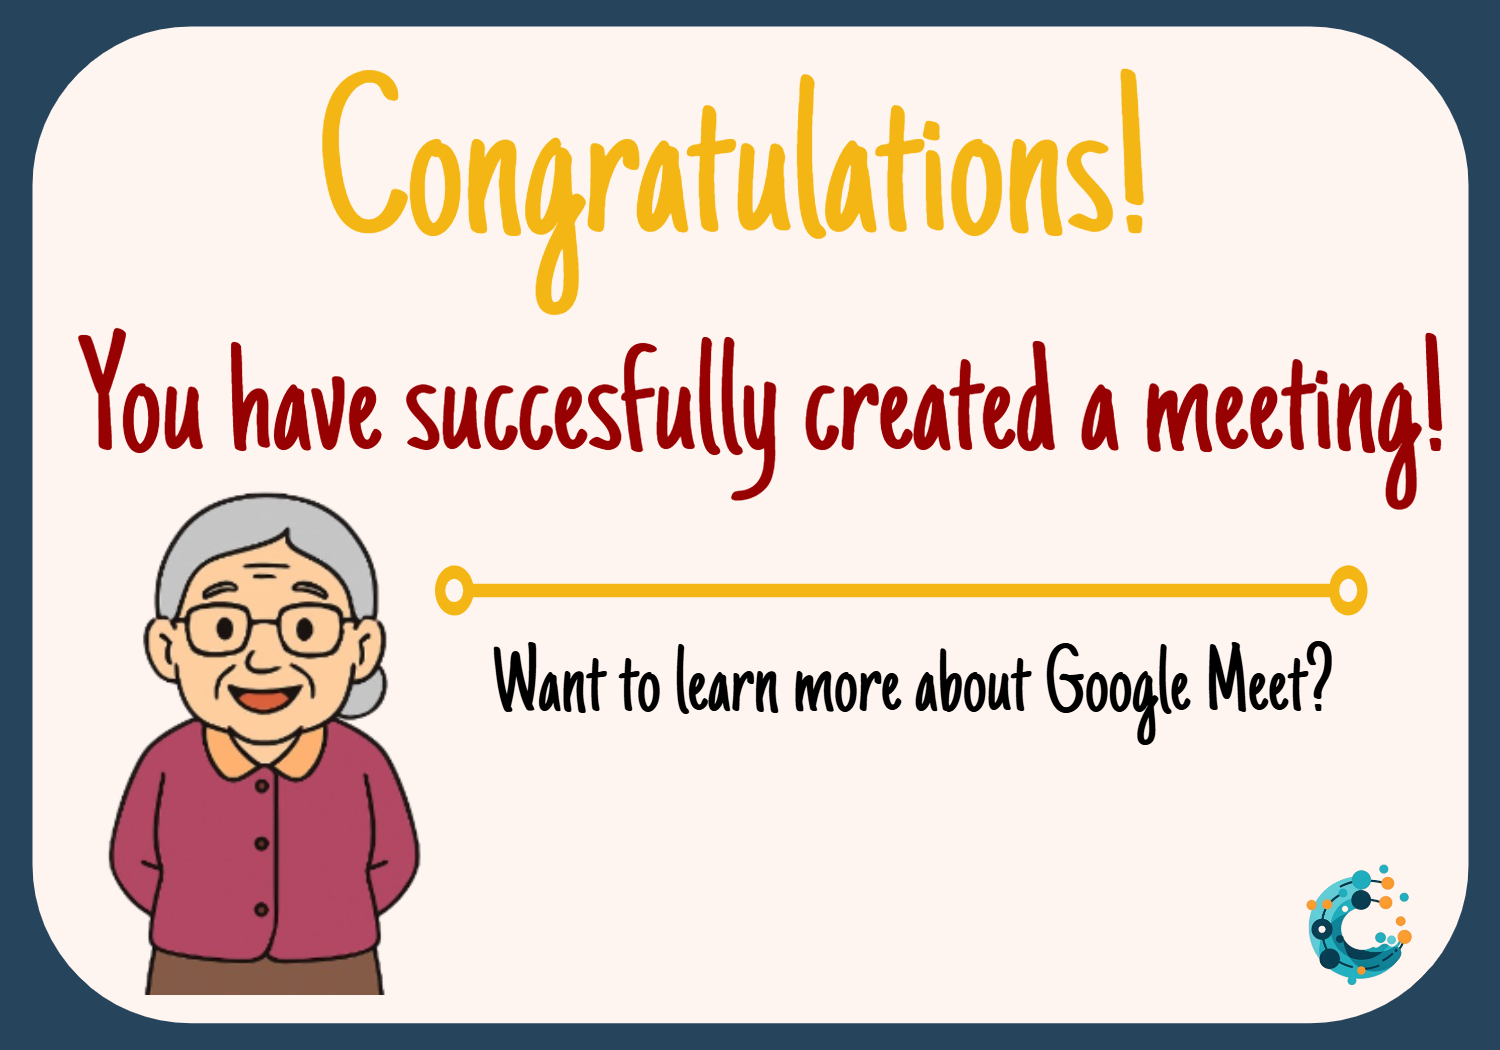 Congratulations!
You have succesfully created a meeting!
Want to learn more about Google Meet?